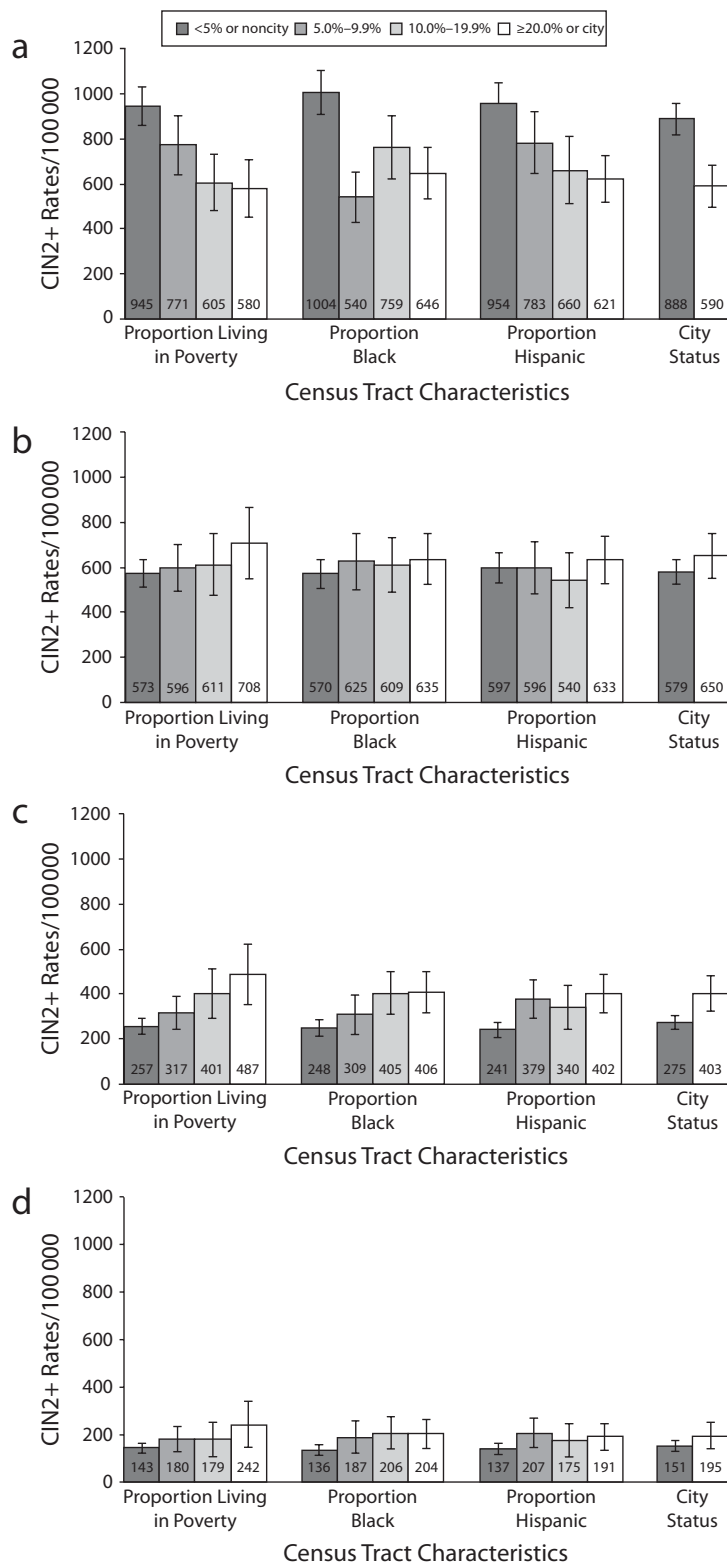 <5% or noncity 5.0%–9.9% 10.0%–19.9% ≥20.0% or city
a
CIN2+ Rates/100 000
1200
1000
800
600
400
200
0
945 771 605 580 1004 540 759 646 954 783 660 621 888 590
Proportion Living Proportion Proportion City
in Poverty Black Hispanic Status
Census Tract Characteristics
b
CIN2+ Rates/100 000
1200
1000
800
600
400
200
0
573 596 611 708 570 625 609 635 597 596 540 633 579 650
Proportion Living Proportion Proportion City
in Poverty Black Hispanic Status
Census Tract Characteristics
c
CIN2+ Rates/100 000
1200
1000
800
600
400
200
0
257 317 401 487 248 309 405 406 241 379 340 402 275 403
Proportion Living Proportion Proportion City
in Poverty Black Hispanic Status
Census Tract Characteristics
d
CIN2+ Rates/100 000
1200
1000
800
600
400
200
0
143 180 179 242 136 187 206 204 137 207 175 191 151 195
Proportion Living Proportion Proportion City
in Poverty Black Hispanic Status
Census Tract Characteristics